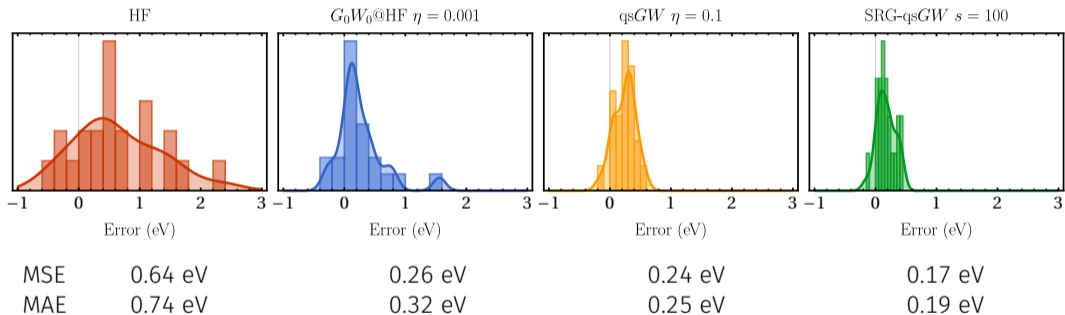 HF G₀W₀@HF η = 0.001 qsGW η = 0.1 SRG-qsGW s = 100
−1 0 1 2 3 −1 0 1 2 3 −1 0 1 2 3 −1 0 1 2 3
Error (eV) Error (eV) Error (eV) Error (eV)
MSE 0.64 eV 0.26 eV 0.24 eV 0.17 eV
MAE 0.74 eV 0.32 eV 0.25 eV 0.19 eV